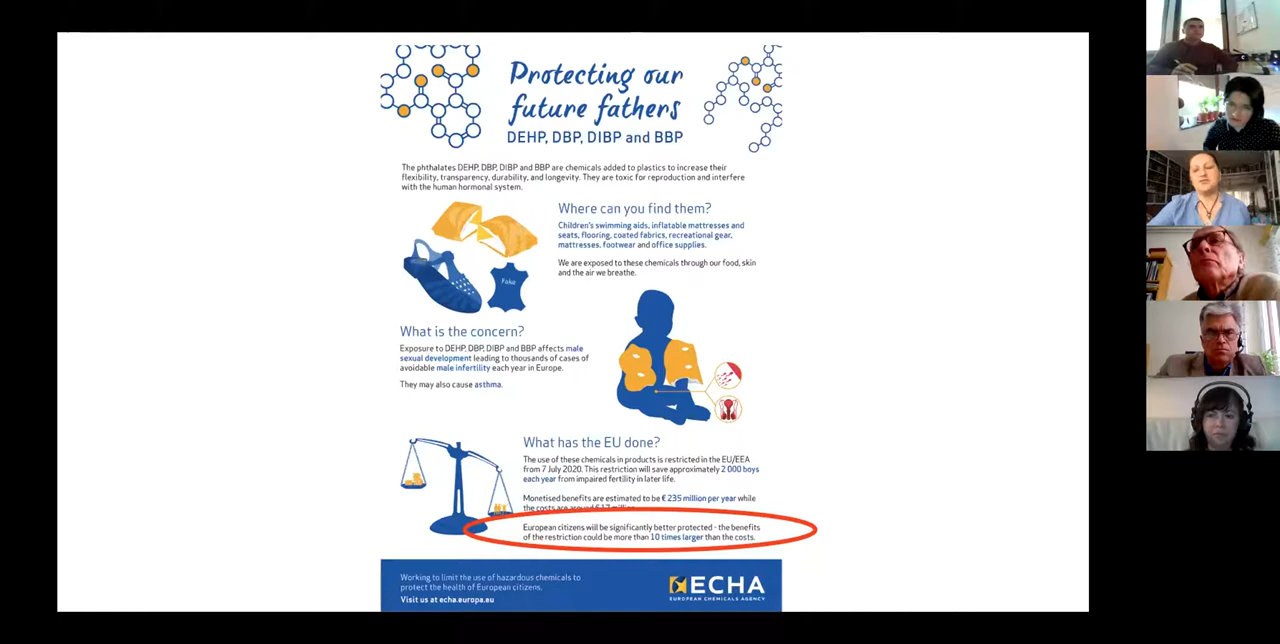 Protecting our
future fathers
DEHP, DBP, DIBP and BBP
The phthalates DEHP, DBP, DIBP and BBP are chemicals added to plastics to increase their
flexibility, transparency, durability, and longevity. They are toxic for reproduction and interfere
with the human hormonal system.
Where can you find them?
Children's swimming aids, inflatable mattresses and
seats, flooring, coated fabrics, recreational gear,
mattresses, footwear and office supplies.
We are exposed to these chemicals through our food, skin
and the air we breathe.
Fake
What is the concern?
Exposure to DEHP, DBP, DIBP and BBP affects male
sexual development leading to thousands of cases of
avoidable male infertility each year in Europe.
They may also cause asthma.
What has the EU done?
The use of these chemicals in products is restricted in the EU/EEA
from 7 July 2020. This restriction will save approximately 2 000 boys
each year from impaired fertility in later life.
Monetised benefits are estimated to be € 235 million per year while
the costs are around € 17 million.
European citizens will be significantly better protected - the benefits
of the restriction could be more than 10 times larger than the costs.
Working to limit the use of hazardous chemicals to
protect the health of European citizens.
Visit us at echa.europa.eu
ECHA
EUROPEAN CHEMICALS AGENCY